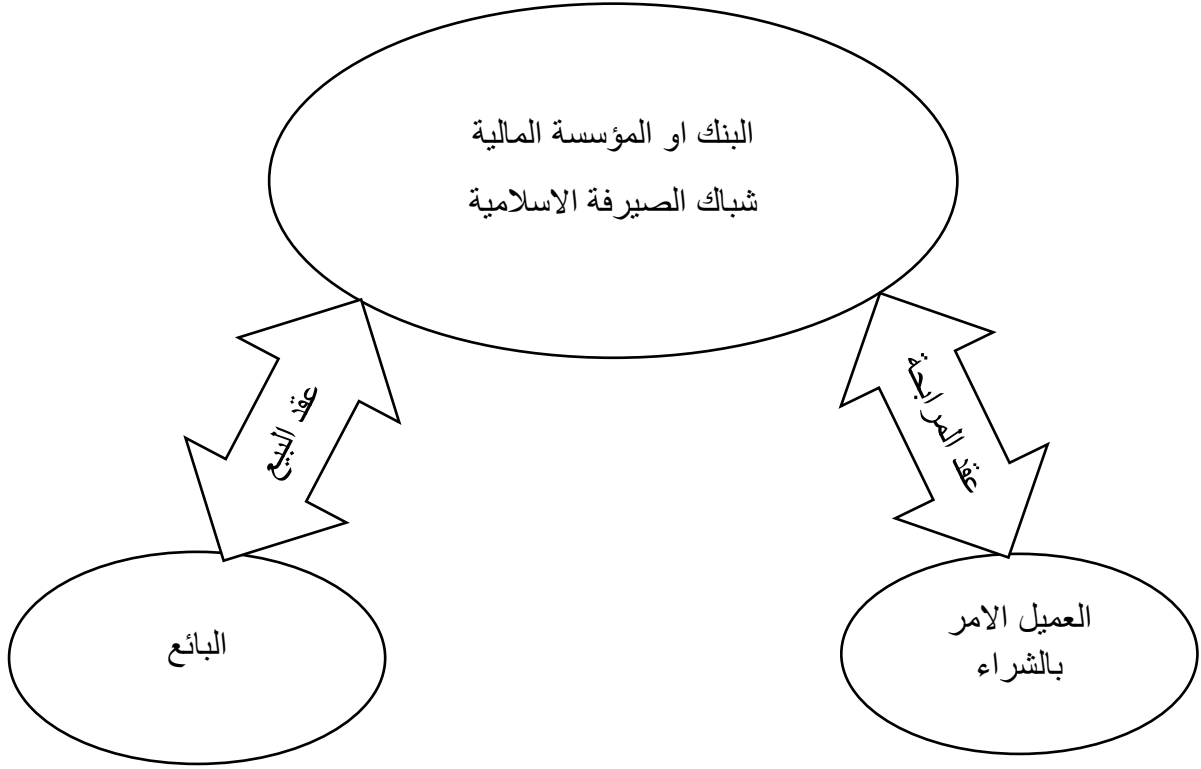 البنك او المؤسسة المالية
شباك الصيرفة الاسلامية
عقد المرابحة
عقد البيع
العميل الامر
بالشراء
البائع